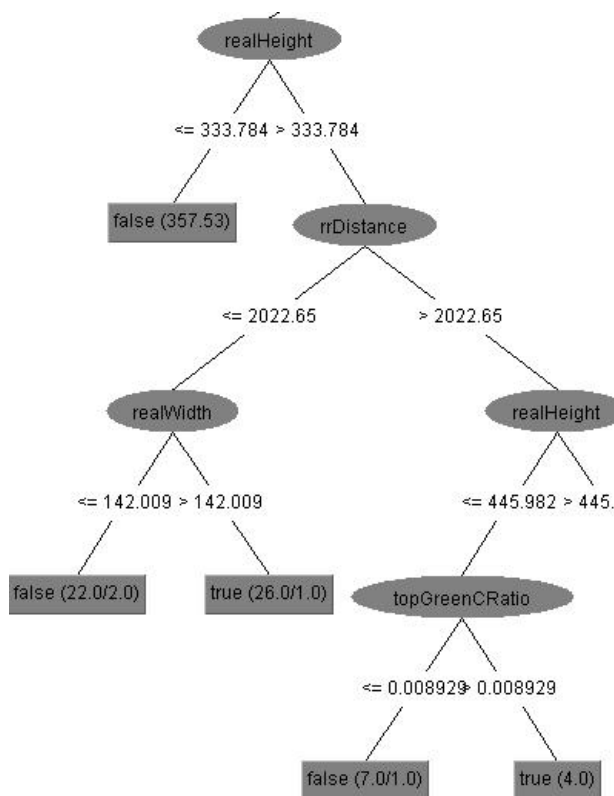 realHeight
<= 333.784 > 333.784
false (357.53)
rrDistance
<= 2022.65
> 2022.65
realWidth
realHeight
<= 142.009 > 142.009
<= 445.982 > 445.
false (22.0/2.0)
true (26.0/1.0)
topGreenCRatio
<= 0.008929> 0.008929
false (7.0/1.0)
true (4.0)